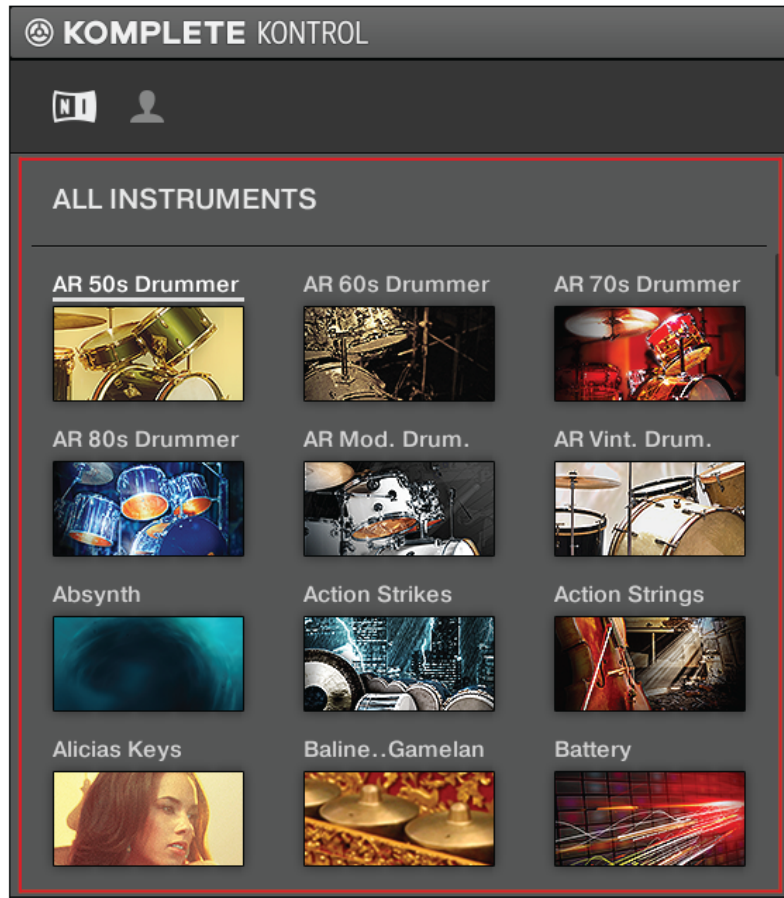 KOMPLETE KONTROL
NI
ALL INSTRUMENTS
AR 50s Drummer AR 60s Drummer AR 70s Drummer
AR 80s Drummer AR Mod. Drum. AR Vint. Drum.
Absynth Action Strikes Action Strings
Alicias Keys Baline..Gamelan Battery